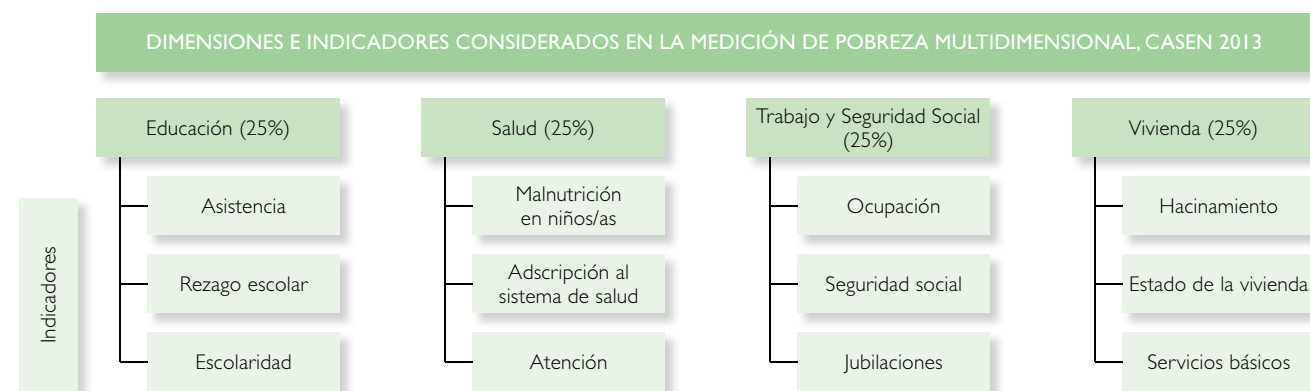 DIMENSIONES E INDICADORES CONSIDERADOS EN LA MEDICIÓN DE POBREZA MULTIDIMENSIONAL, CASEN 2013
Educación (25%)
Salud (25%)
Trabajo y Seguridad Social
(25%)
Vivienda (25%)
Indicadores
Asistencia
Malnutrición
en niños/as
Ocupación
Hacinamiento
Rezago escolar
Adscripción al
sistema de salud
Seguridad social
Estado de la vivienda
Escolaridad
Atención
Jubilaciones
Servicios básicos